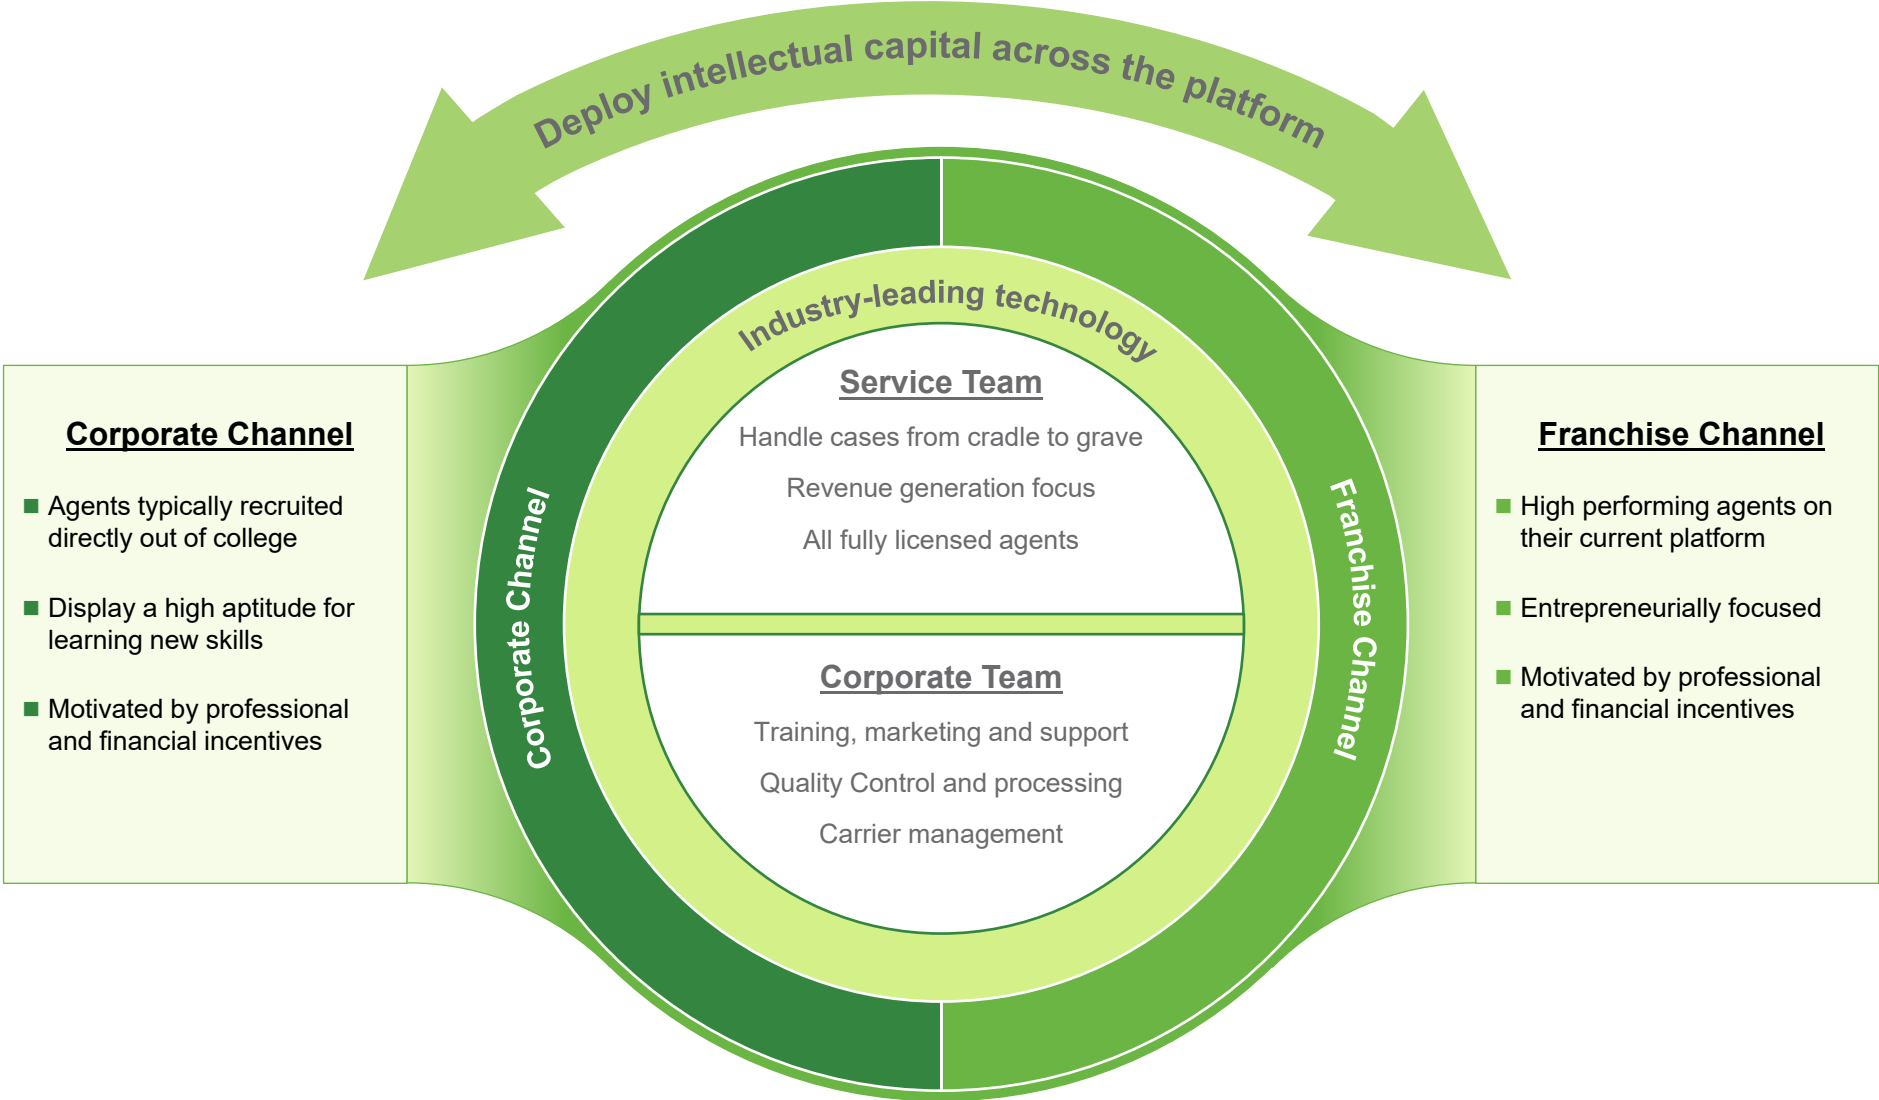 Deploy intellectual capital across the platform
Industry-leading technology
Corporate Channel
Agents typically recruited
directly out of college
Display a high aptitude for
learning new skills
Motivated by professional
and financial incentives
Corporate Channel
Service Team
Handle cases from cradle to grave
Revenue generation focus
All fully licensed agents
Corporate Team
Training, marketing and support
Quality Control and processing
Carrier management
Franchise Channel
Franchise Channel
High performing agents on
their current platform
Entrepreneurially focused
Motivated by professional
and financial incentives